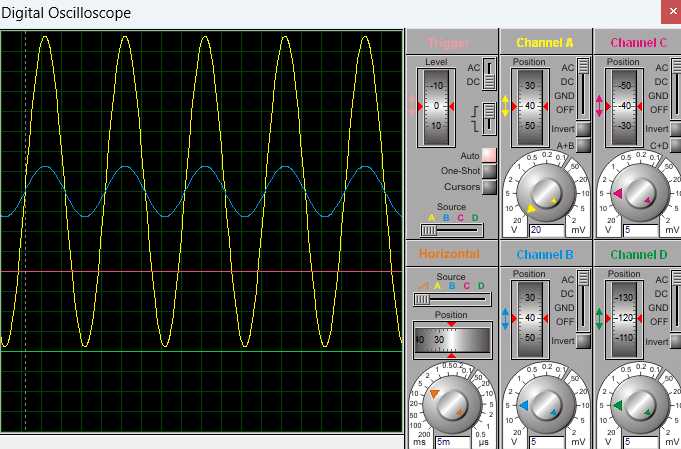 Digital Oscilloscope
Trigger
Level
-10
0
10
AC
DC
Auto
One-Shot
Cursors
Source
A B C D
Channel A
Position
30
40
50
AC
DC
GND
OFF
Invert
A+B
0.5 0.2 0.1
1 50
2 20
5 10
10 5
20 2
V 20 mV
Channel C
Position
-50
-40
-30
AC
DC
GND
OFF
Invert
C+D
0.5 0.2 0.1
1 50
2 20
5 10
10 5
20 2
V 5 mV
Horizontal
Source
A B C D
Position
40 30
2 1 0.5 0.2 0.1
5 50
10 20
20 10
50 5
100 2
200 1
0.5
ms 5m µs
Channel B
Position
30
40
50
AC
DC
GND
OFF
Invert
0.5 0.2 0.1
1 50
2 20
5 10
10 5
20 2
V 5 mV
Channel D
Position
-130
-120
-110
AC
DC
GND
OFF
Invert
0.5 0.2 0.1
1 50
2 20
5 10
10 5
20 2
V 5 mV